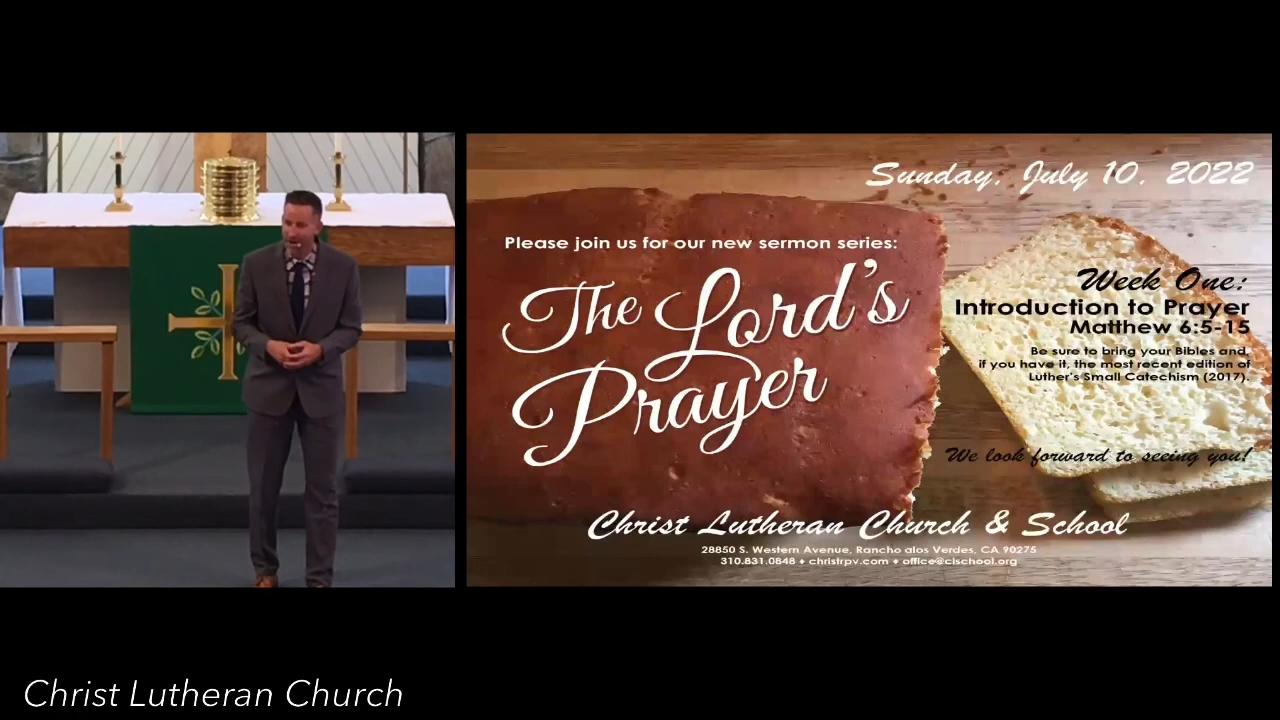 Sunday, July 10, 2022
Please join us for our new sermon series:
The Lord's
Prayer
Week One:
Introduction to Prayer
Matthew 6:5-15
Be sure to bring your Bibles and,
if you have it, the most recent edition of
Luther's Small Catechism (2017).
We look forward to seeing you!
Christ Lutheran Church & School
28850 S. Western Avenue, Rancho alos Verdes, CA 90275
310.831.0848 ♦ christrpv.com ♦ office@clschool.org
Christ Lutheran Church